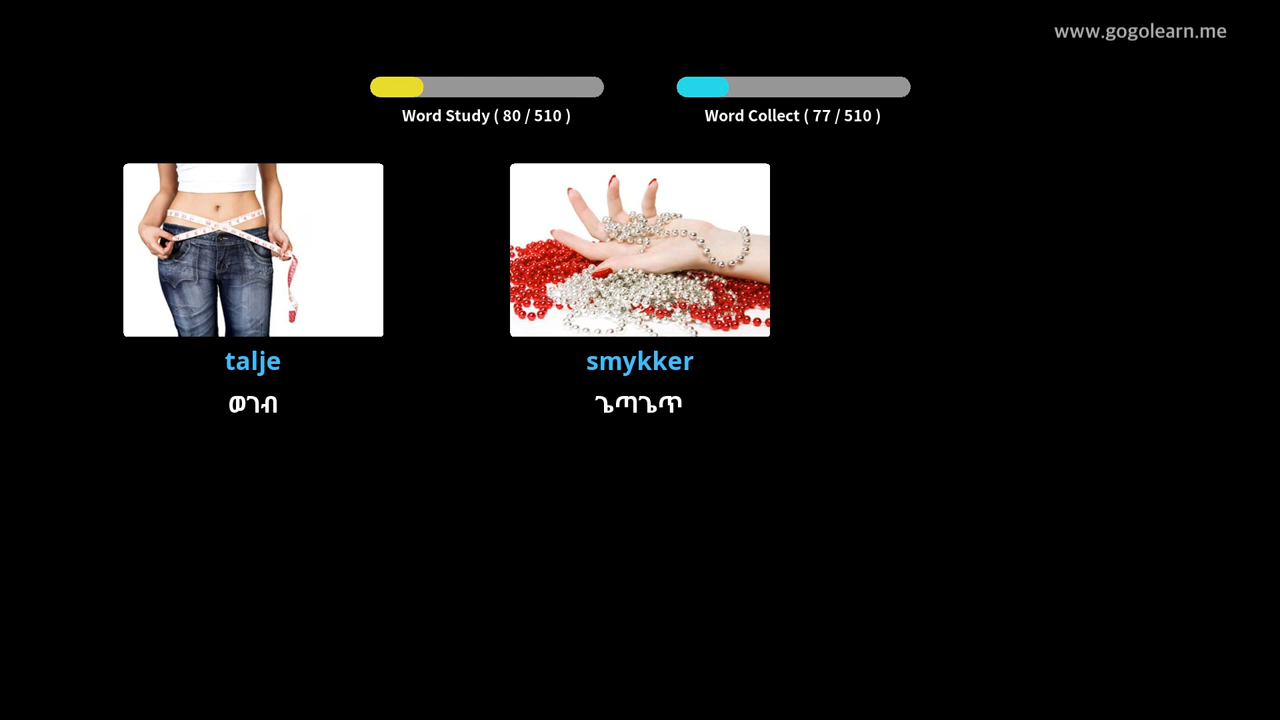 www.gogolearn.me
Word Study ( 80 / 510 )
Word Collect ( 77 / 510 )
talje
ወገብ
smykker
ጌጣጌጥ